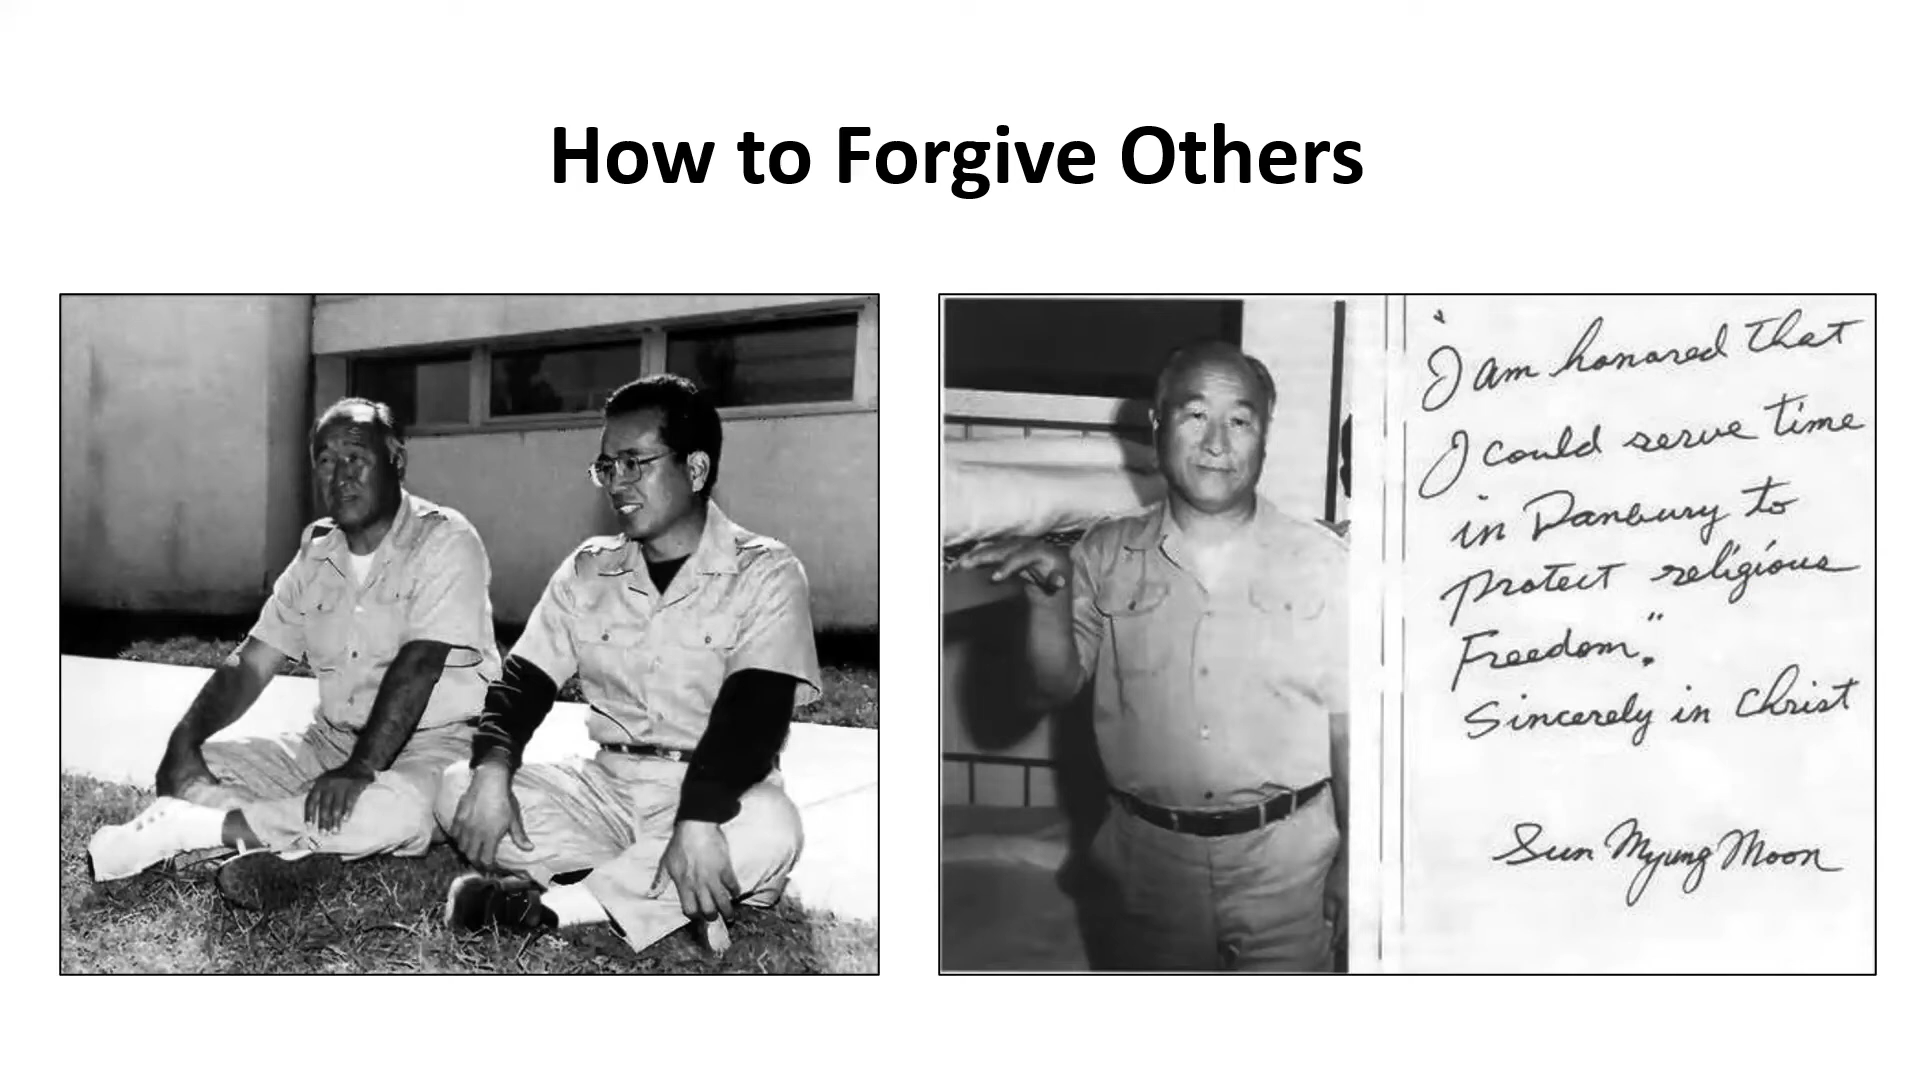 How to Forgive Others
"I am honored that
I could serve time
in Danbury to
protect religious
Freedom."
Sincerely in Christ
Sun Myung Moon